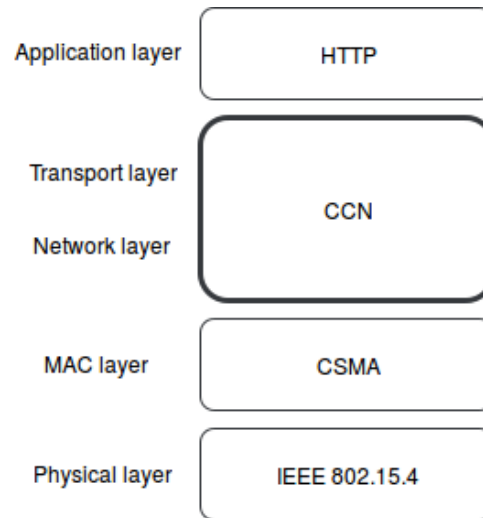 Application layer
HTTP
Transport layer
CCN
Network layer
MAC layer
CSMA
Physical layer
IEEE 802.15.4